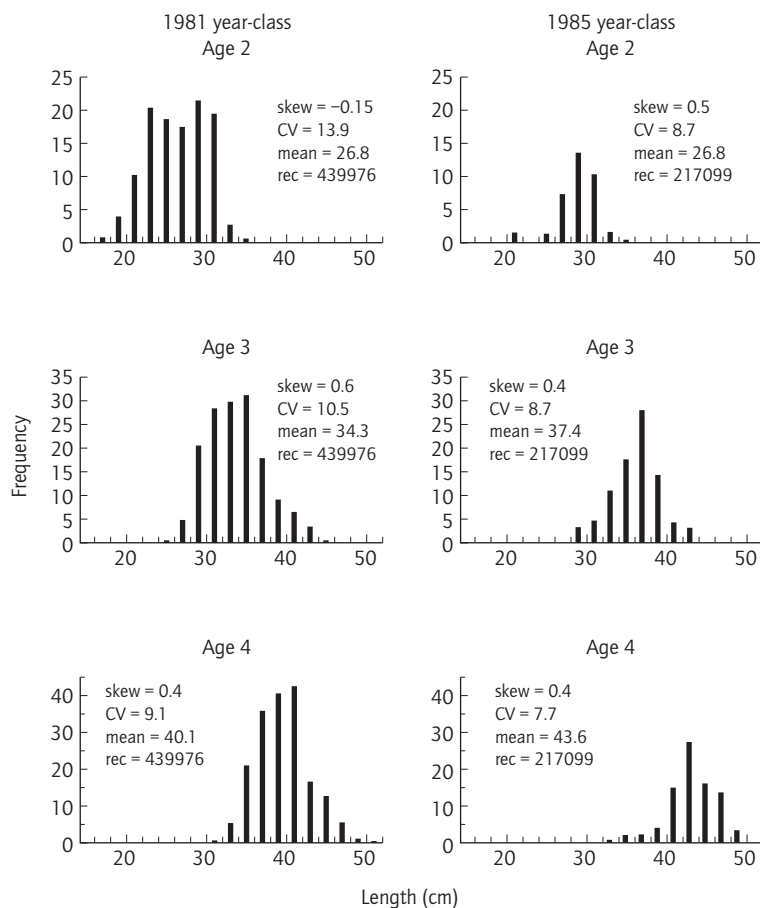 1981 year-class
Age 2
25
20
15
10
5
0
20
30
40
50
skew = −0.15
CV = 13.9
mean = 26.8
rec = 439976
1985 year-class
Age 2
25
20
15
10
5
0
20
30
40
50
skew = 0.5
CV = 8.7
mean = 26.8
rec = 217099
Age 3
35
30
25
20
15
10
5
0
20
30
40
50
skew = 0.6
CV = 10.5
mean = 34.3
rec = 439976
Age 3
35
30
25
20
15
10
5
0
20
30
40
50
skew = 0.4
CV = 8.7
mean = 37.4
rec = 217099
Frequency
Age 4
40
30
20
10
0
20
30
40
50
skew = 0.4
CV = 9.1
mean = 40.1
rec = 439976
Age 4
40
30
20
10
0
20
30
40
50
skew = 0.4
CV = 7.7
mean = 43.6
rec = 217099
Length (cm)